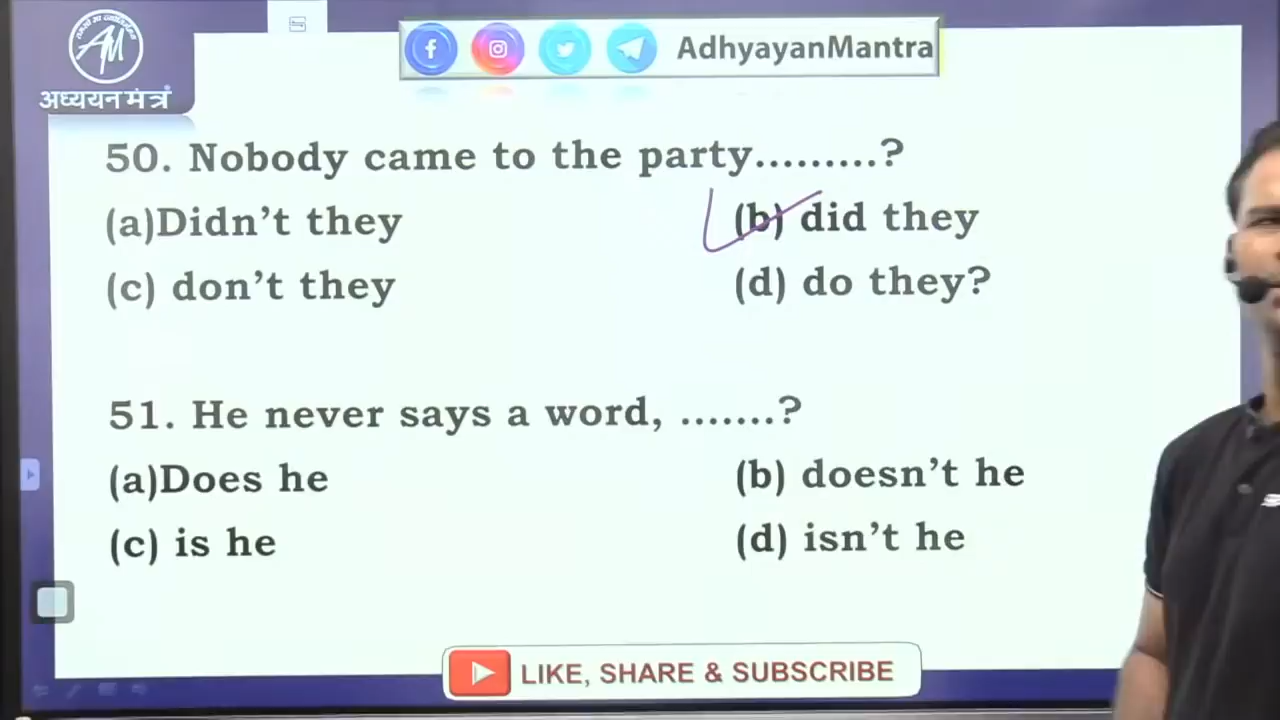 अध्ययन मंत्रं
AdhyayanMantra
50. Nobody came to the party.........?
(a)Didn't they (b) did they
(c) don't they (d) do they?
51. He never says a word, .......?
(a)Does he (b) doesn't he
(c) is he (d) isn't he
LIKE, SHARE & SUBSCRIBE